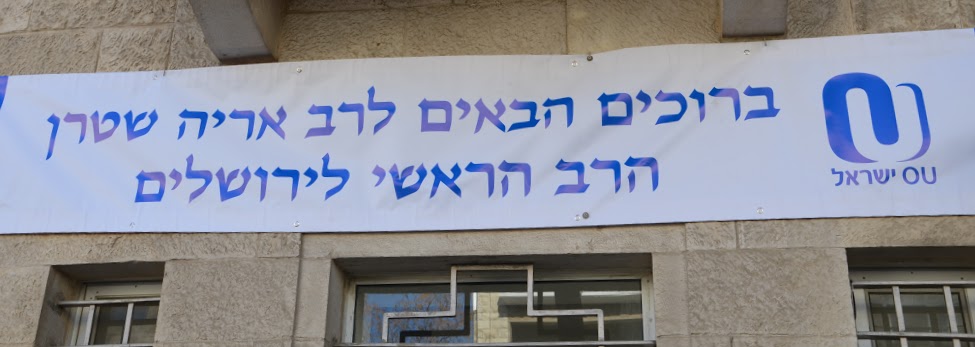 ברוכים הבאים לרב אריה שטרן
הרב הראשי לירושלים
OU ישראל